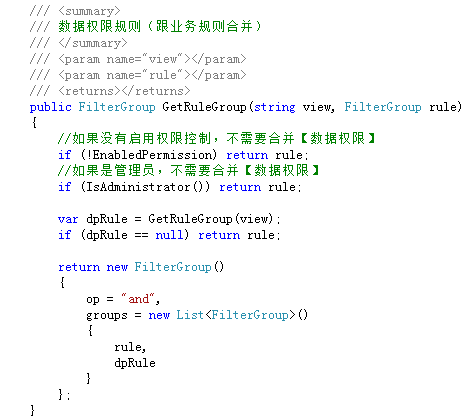 /// <summary>
/// 数据权限规则（跟业务规则合并）
/// </summary>
/// <param name="view"></param>
/// <param name="rule"></param>
/// <returns></returns>
public FilterGroup GetRuleGroup(string view, FilterGroup rule)
{
//如果没有启用权限控制，不需要合并【数据权限】
if (!EnabledPermission) return rule;
//如果是管理员，不需要合并【数据权限】
if (IsAdministrator()) return rule;
var dpRule = GetRuleGroup(view);
if (dpRule == null) return rule;
return new FilterGroup()
{
op = "and",
groups = new List<FilterGroup>()
{
rule,
dpRule
}
};
}